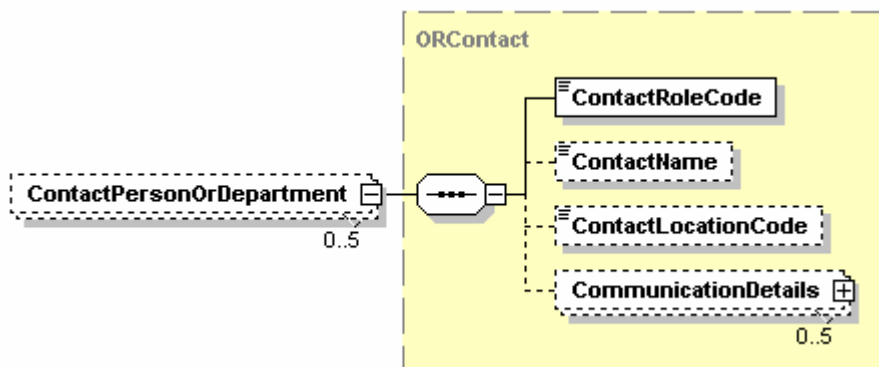 ORContact
ContactRoleCode
ContactName
ContactPersonOrDepartment
0..5
ContactLocationCode
CommunicationDetails
0..5